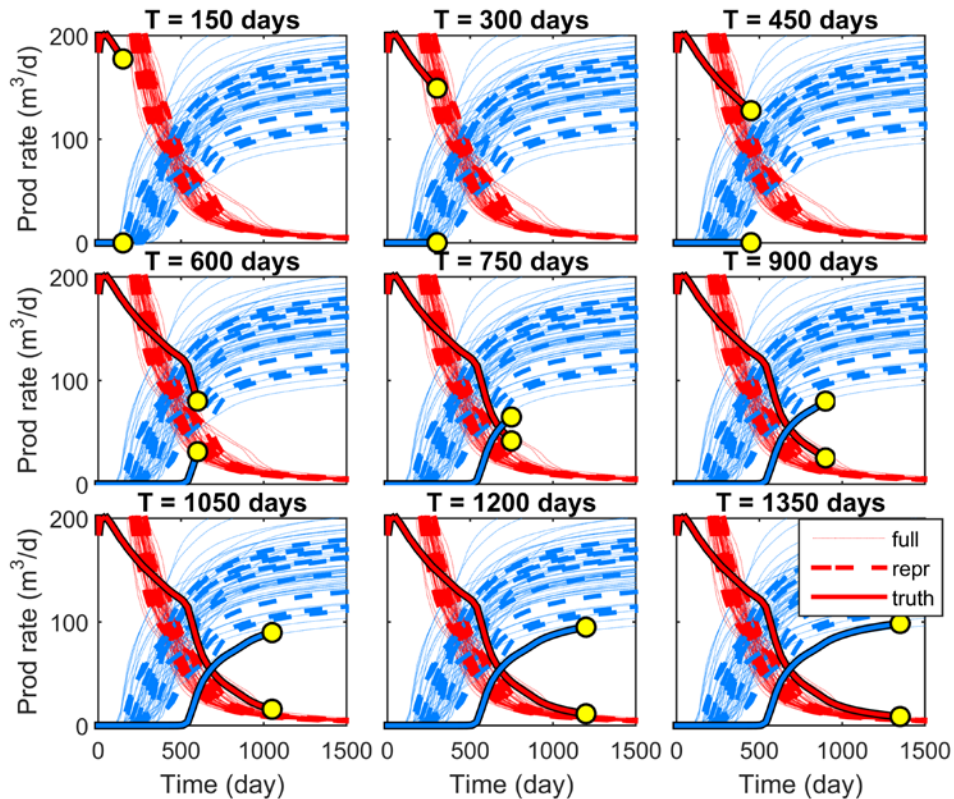 T = 150 days
T = 300 days
T = 450 days
Prod rate (m³/d)
200
100
0
T = 600 days
T = 750 days
T = 900 days
Prod rate (m³/d)
200
100
0
T = 1050 days
T = 1200 days
T = 1350 days
Prod rate (m³/d)
200
100
0
full
repr
truth
0 500 1000 1500
0 500 1000 1500
0 500 1000 1500
Time (day)
Time (day)
Time (day)